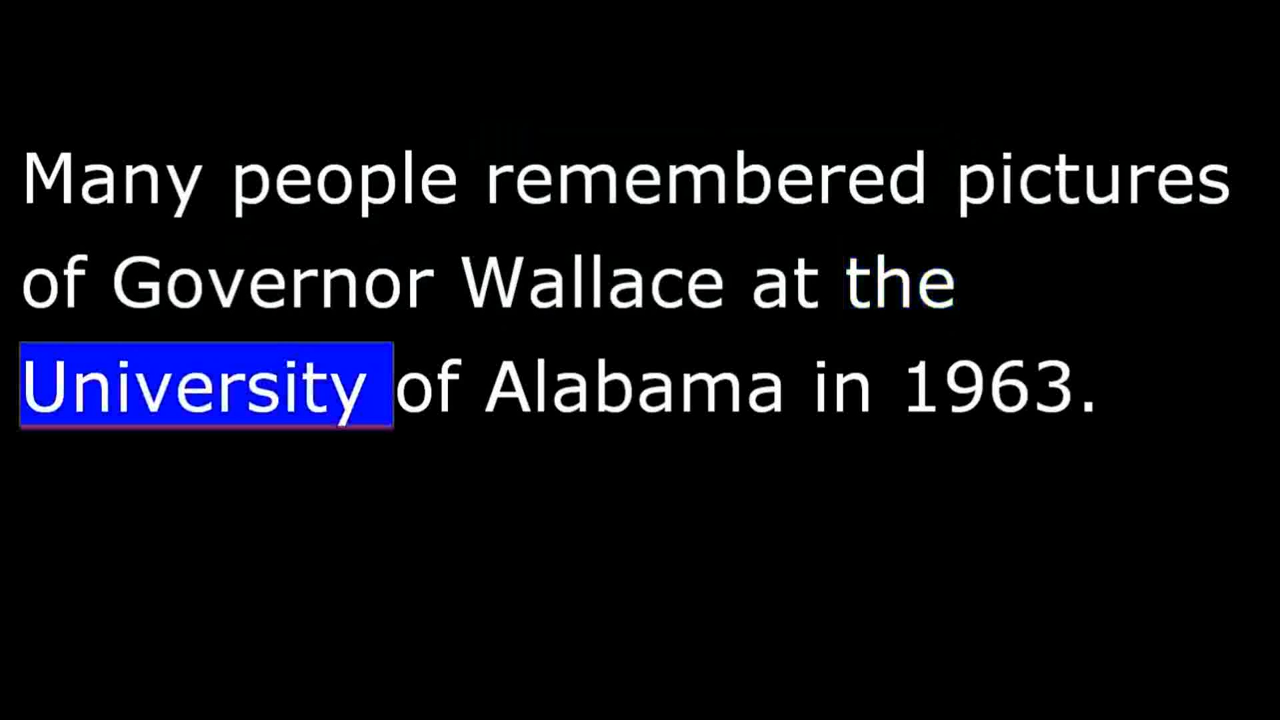 Many people remembered pictures
of Governor Wallace at the
University of Alabama in 1963.